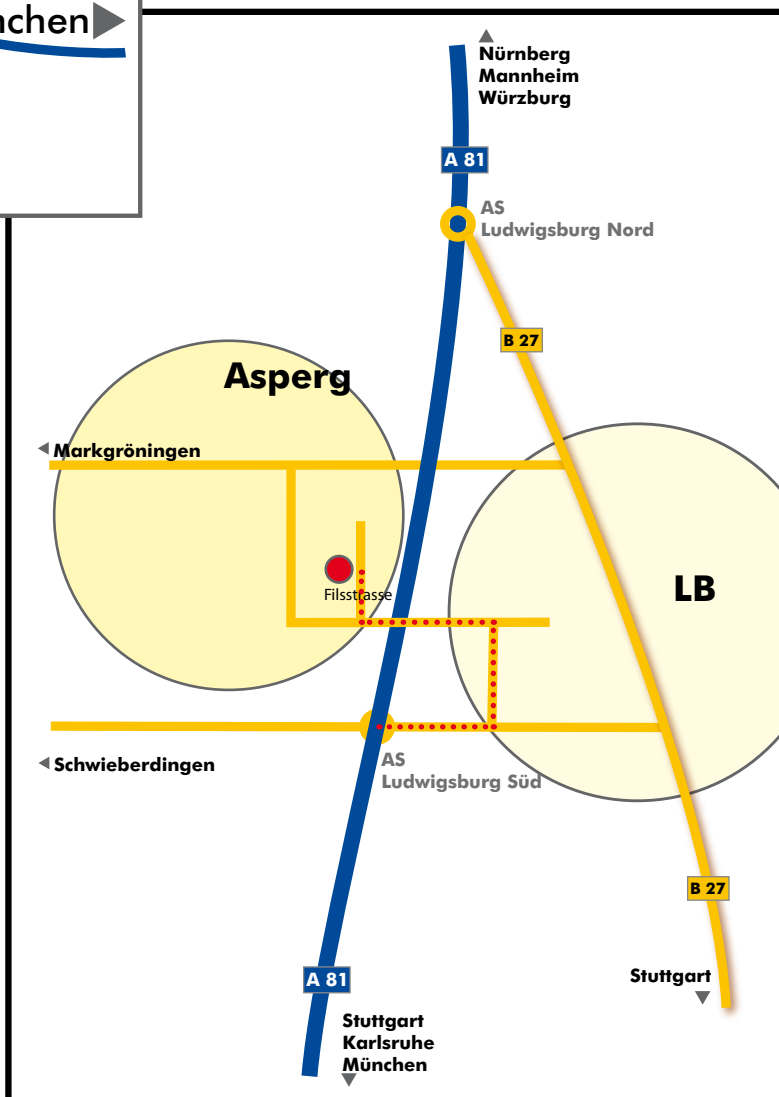 Nürnberg
Mannheim
Würzburg
A 81
AS
Ludwigsburg Nord
B 27
Asperg
Markgröningen
LB
Filsstrasse
AS
Ludwigsburg Süd
Schwieberdingen
B 27
Stuttgart
A 81
Stuttgart
Karlsruhe
München